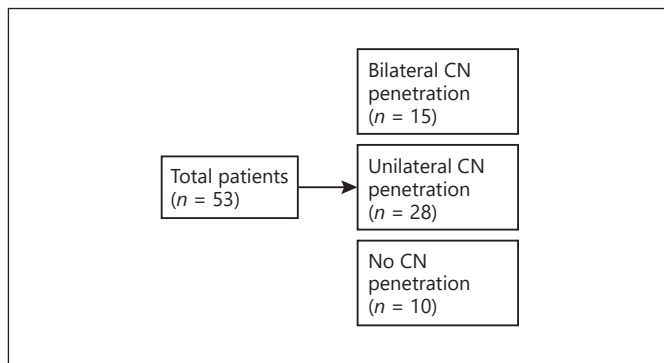 Bilateral CN
penetration
(n = 15)
Total patients
(n = 53)
Unilateral CN
penetration
(n = 28)
No CN
penetration
(n = 10)